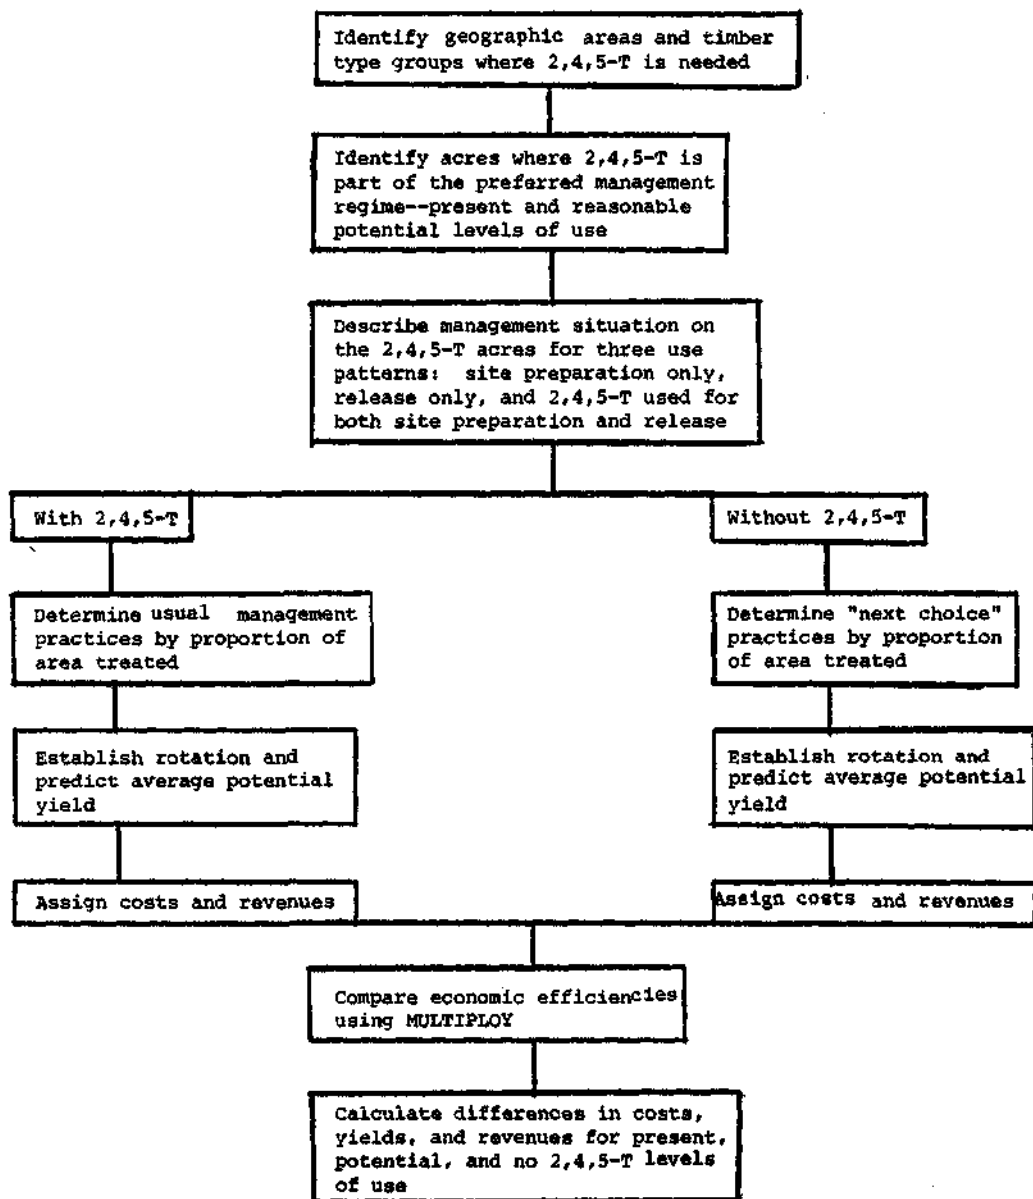 Identify geographic areas and timber
type groups where 2,4,5-T is needed
Identify acres where 2,4,5-T is
part of the preferred management
regime--present and reasonable
potential levels of use
Describe management situation on
the 2,4,5-T acres for three use
patterns: site preparation only,
release only, and 2,4,5-T used for
both site preparation and release
With 2,4,5-T
Determine usual management
practices by proportion of
area treated
Establish rotation and
predict average potential
yield
Assign costs and revenues
Without 2,4,5-T
Determine "next choice"
practices by proportion
of area treated
Establish rotation and
predict average potential
yield
Assign costs and revenues
Compare economic efficiencies
using MULTIPLOY
Calculate differences in costs,
yields, and revenues for present,
potential, and no 2,4,5-T levels
of use